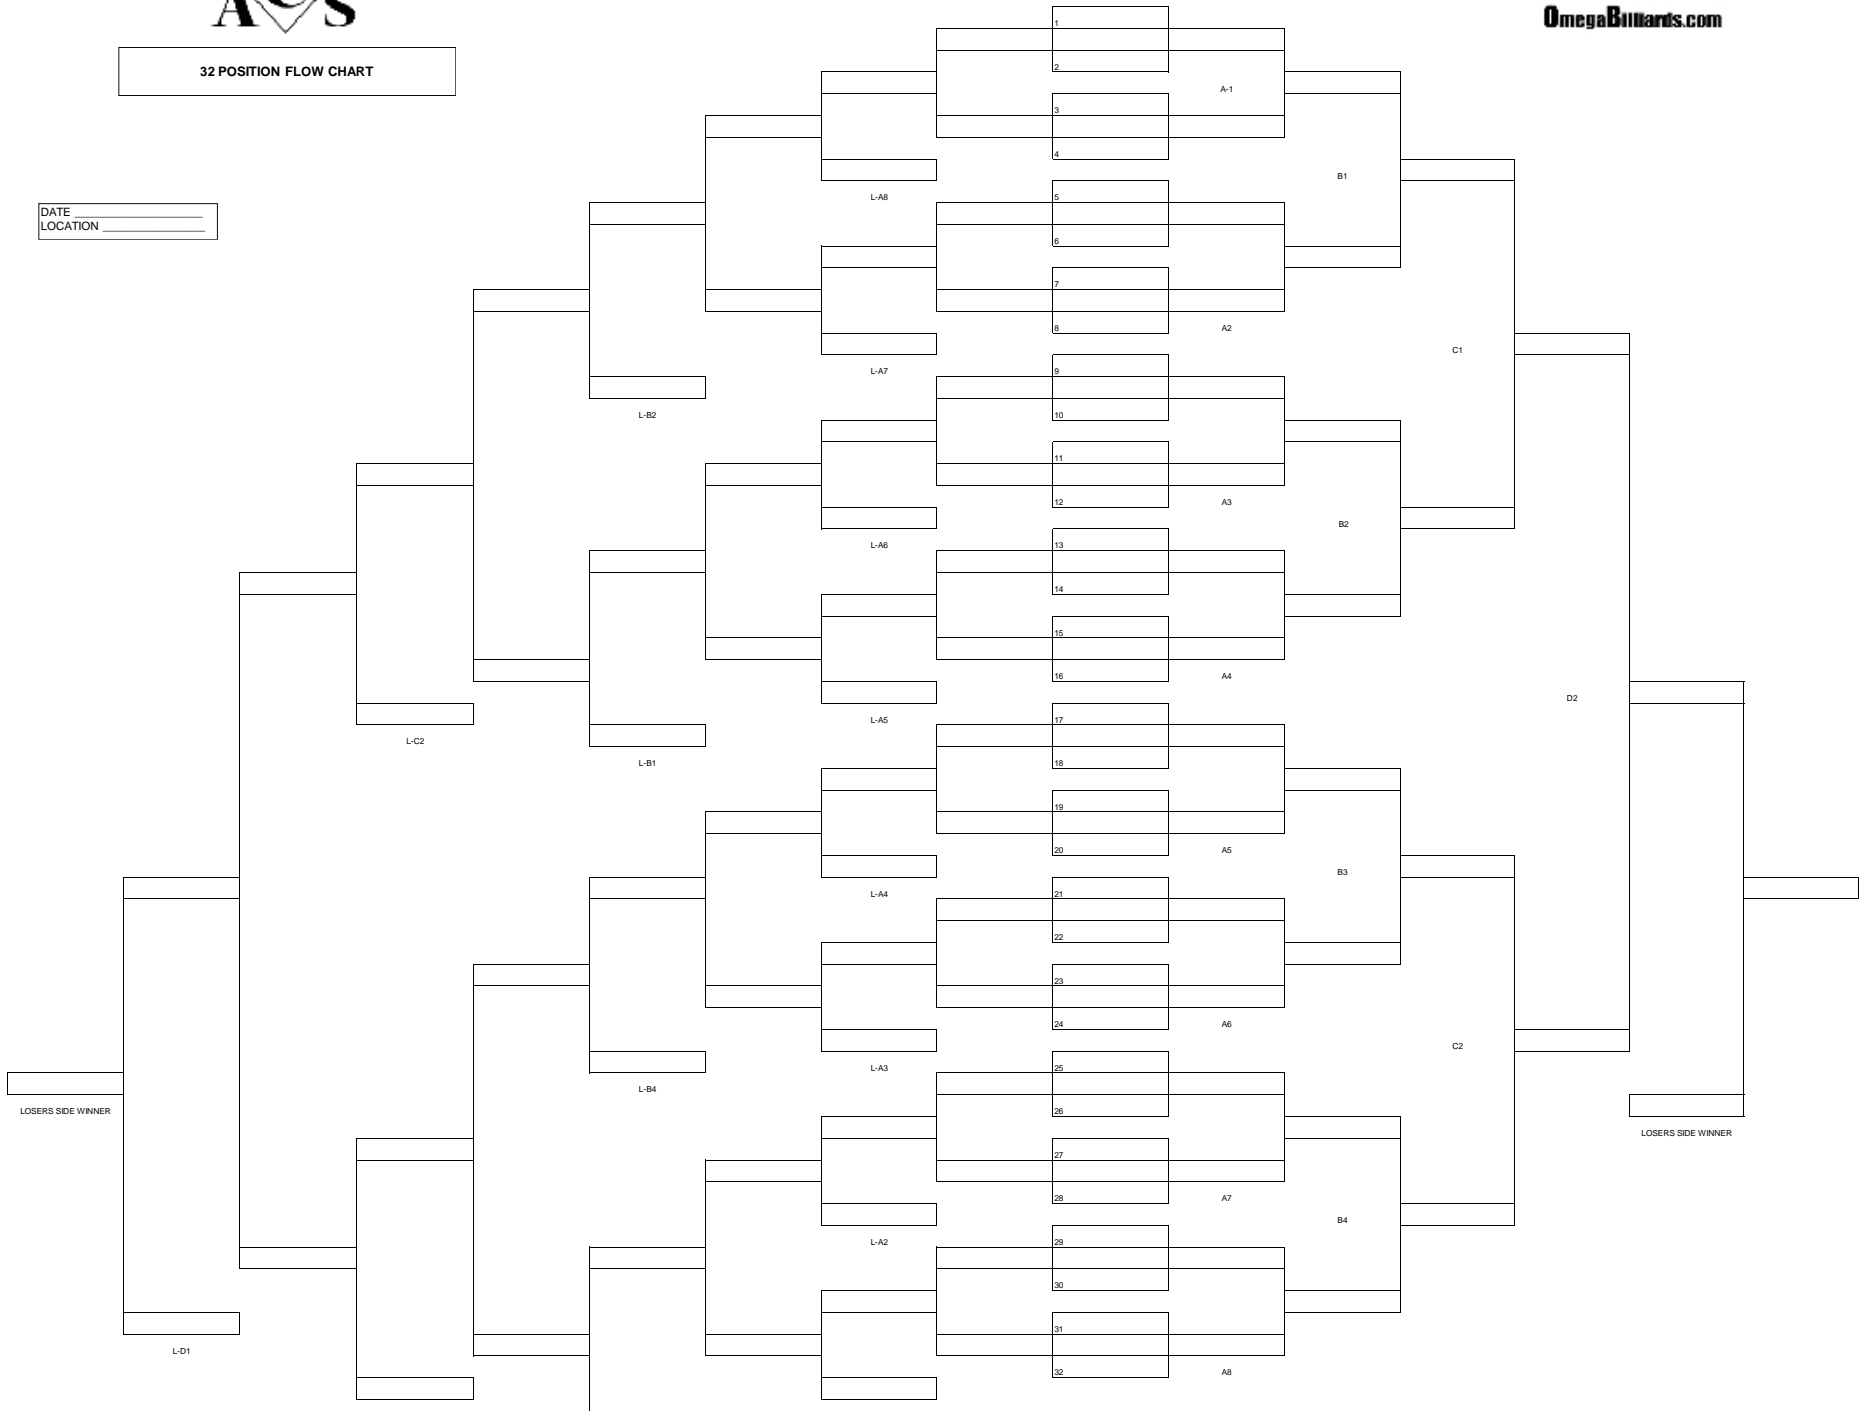 ACS
OmegaBilliards.com
32 POSITION FLOW CHART
DATE ____________________
LOCATION ________________
1
2
A-1
3
4
B1
L-A8
5
6
7
A2
8
C1
L-A7
9
L-B2
10
11
A3
12
B2
L-A6
13
14
15
A4
16
D2
L-A5
17
L-C2
L-B1
18
19
A5
20
B3
L-A4
21
22
23
A6
24
C2
L-A3
25
L-B4
LOSERS SIDE WINNER
26
LOSERS SIDE WINNER
27
A7
28
B4
L-A2
29
30
31
L-D1
A8
32